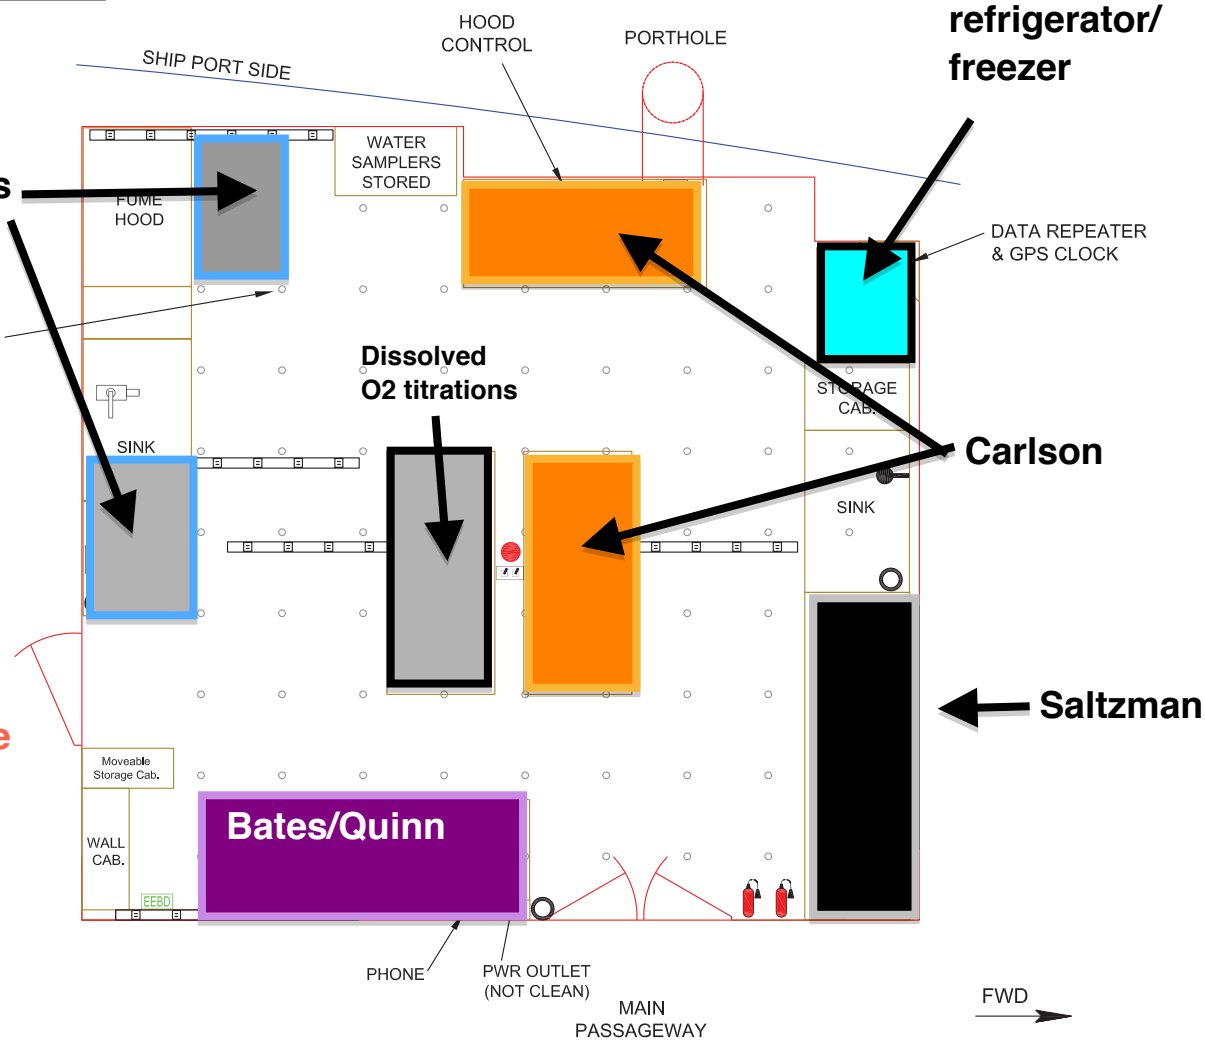 refrigerator/
freezer
HOOD
CONTROL
PORTHOLE
SHIP PORT SIDE
WATER
SAMPLERS
STORED
s
FUME
HOOD
DATA REPEATER
& GPS CLOCK
Dissolved
O2 titrations
STORAGE
CAB.
SINK
Carlson
SINK
Saltzman
e
Moveable
Storage Cab.
Bates/Quinn
WALL
CAB.
EEBD
PHONE
PWR OUTLET
(NOT CLEAN)
MAIN
PASSAGEWAY
FWD